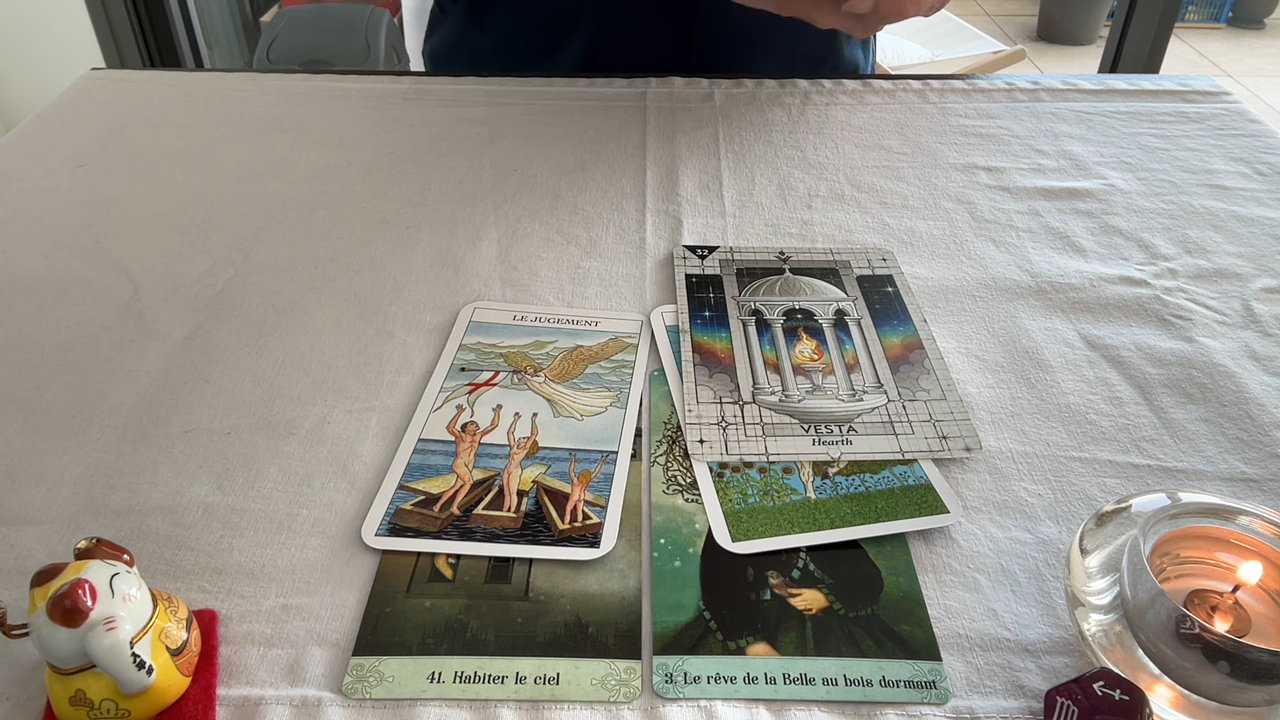 LE JUGEMENT
32
VESTA
Hearth
41. Habiter le ciel
3. Le rêve de la Belle au bois dormant